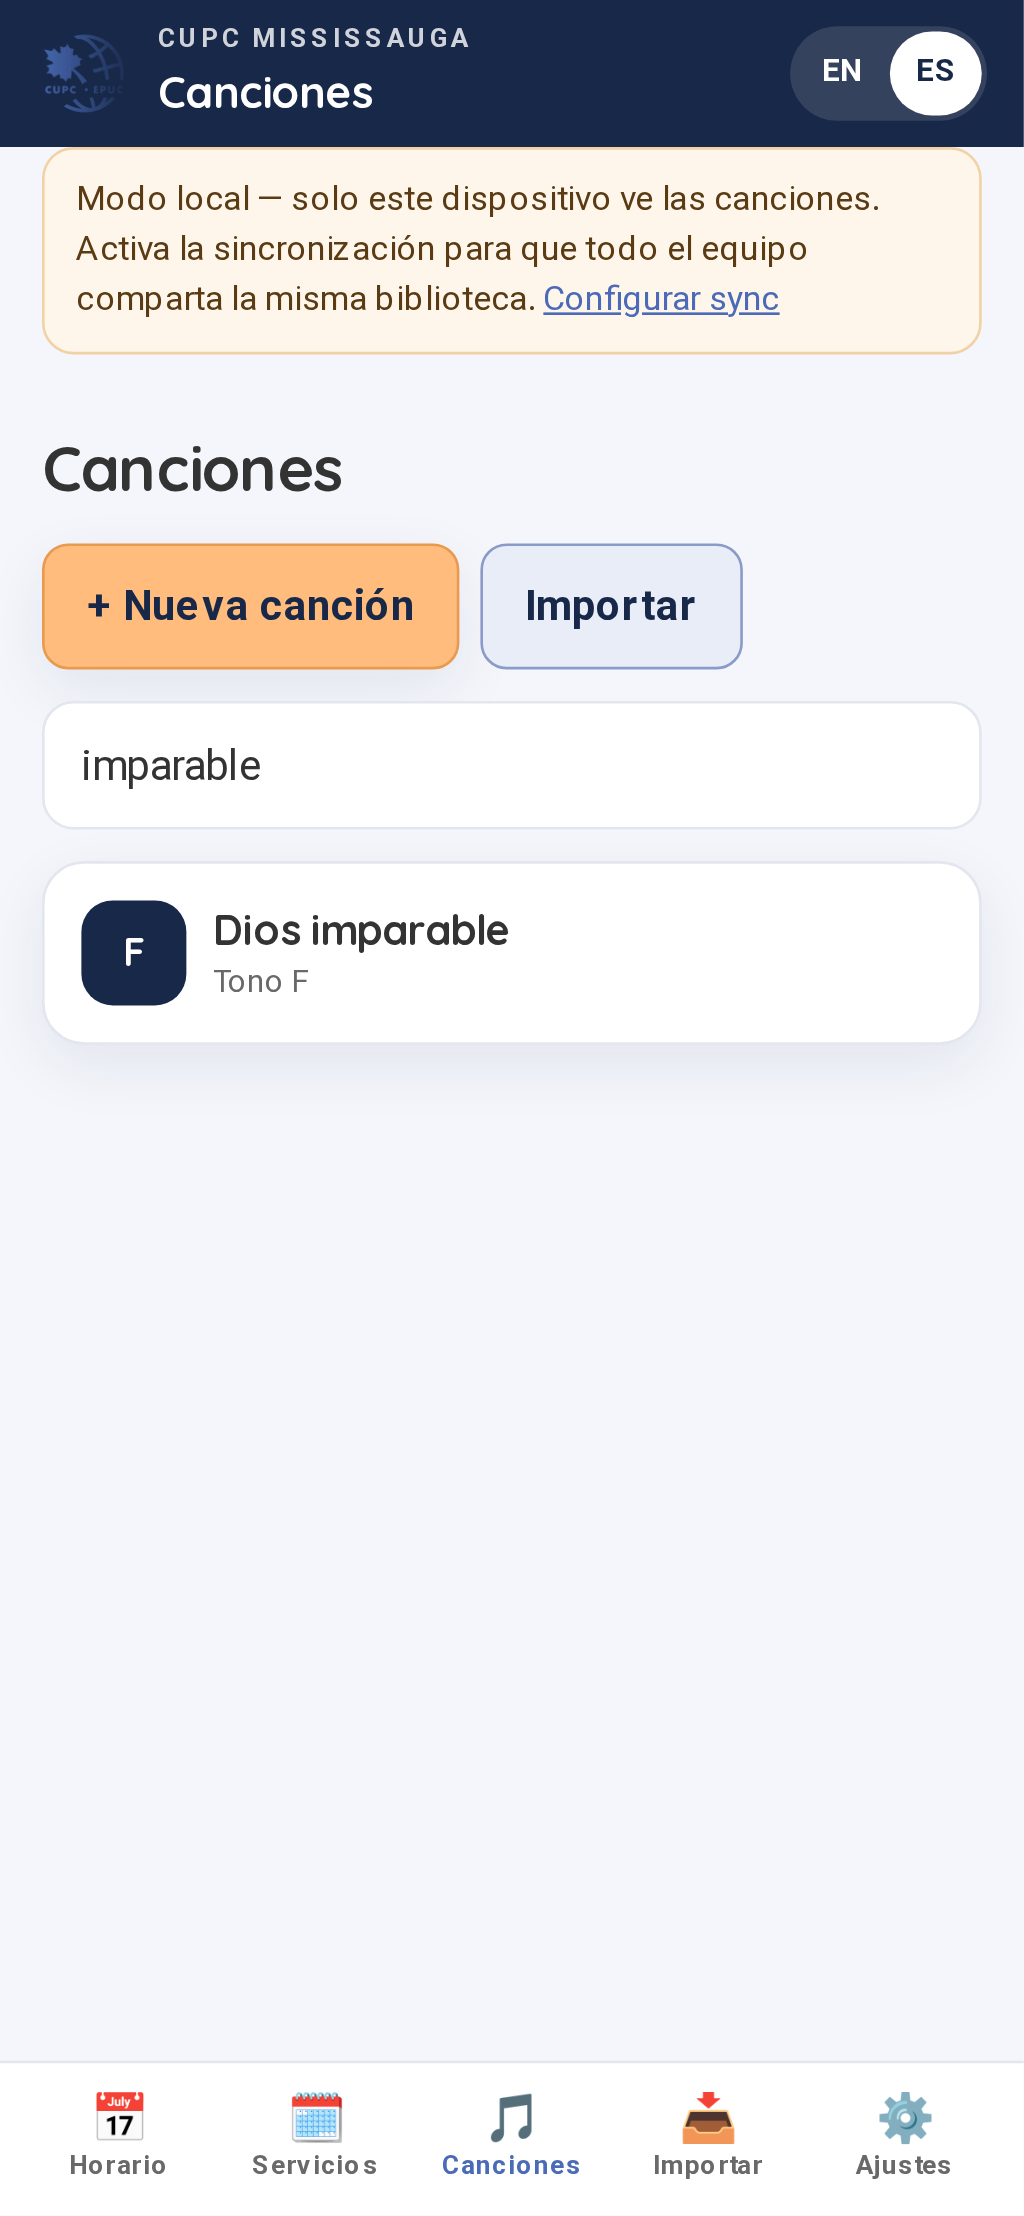 CUPC MISSISSAUGA
Canciones
CUPC • EPUC
EN ES
Modo local — solo este dispositivo ve las canciones.
Activa la sincronización para que todo el equipo
comparta la misma biblioteca. Configurar sync
Canciones
+ Nueva canción
Importar
imparable
F
Dios imparable
Tono F
July
17
Horario
Servicios
Canciones
Importar
Ajustes